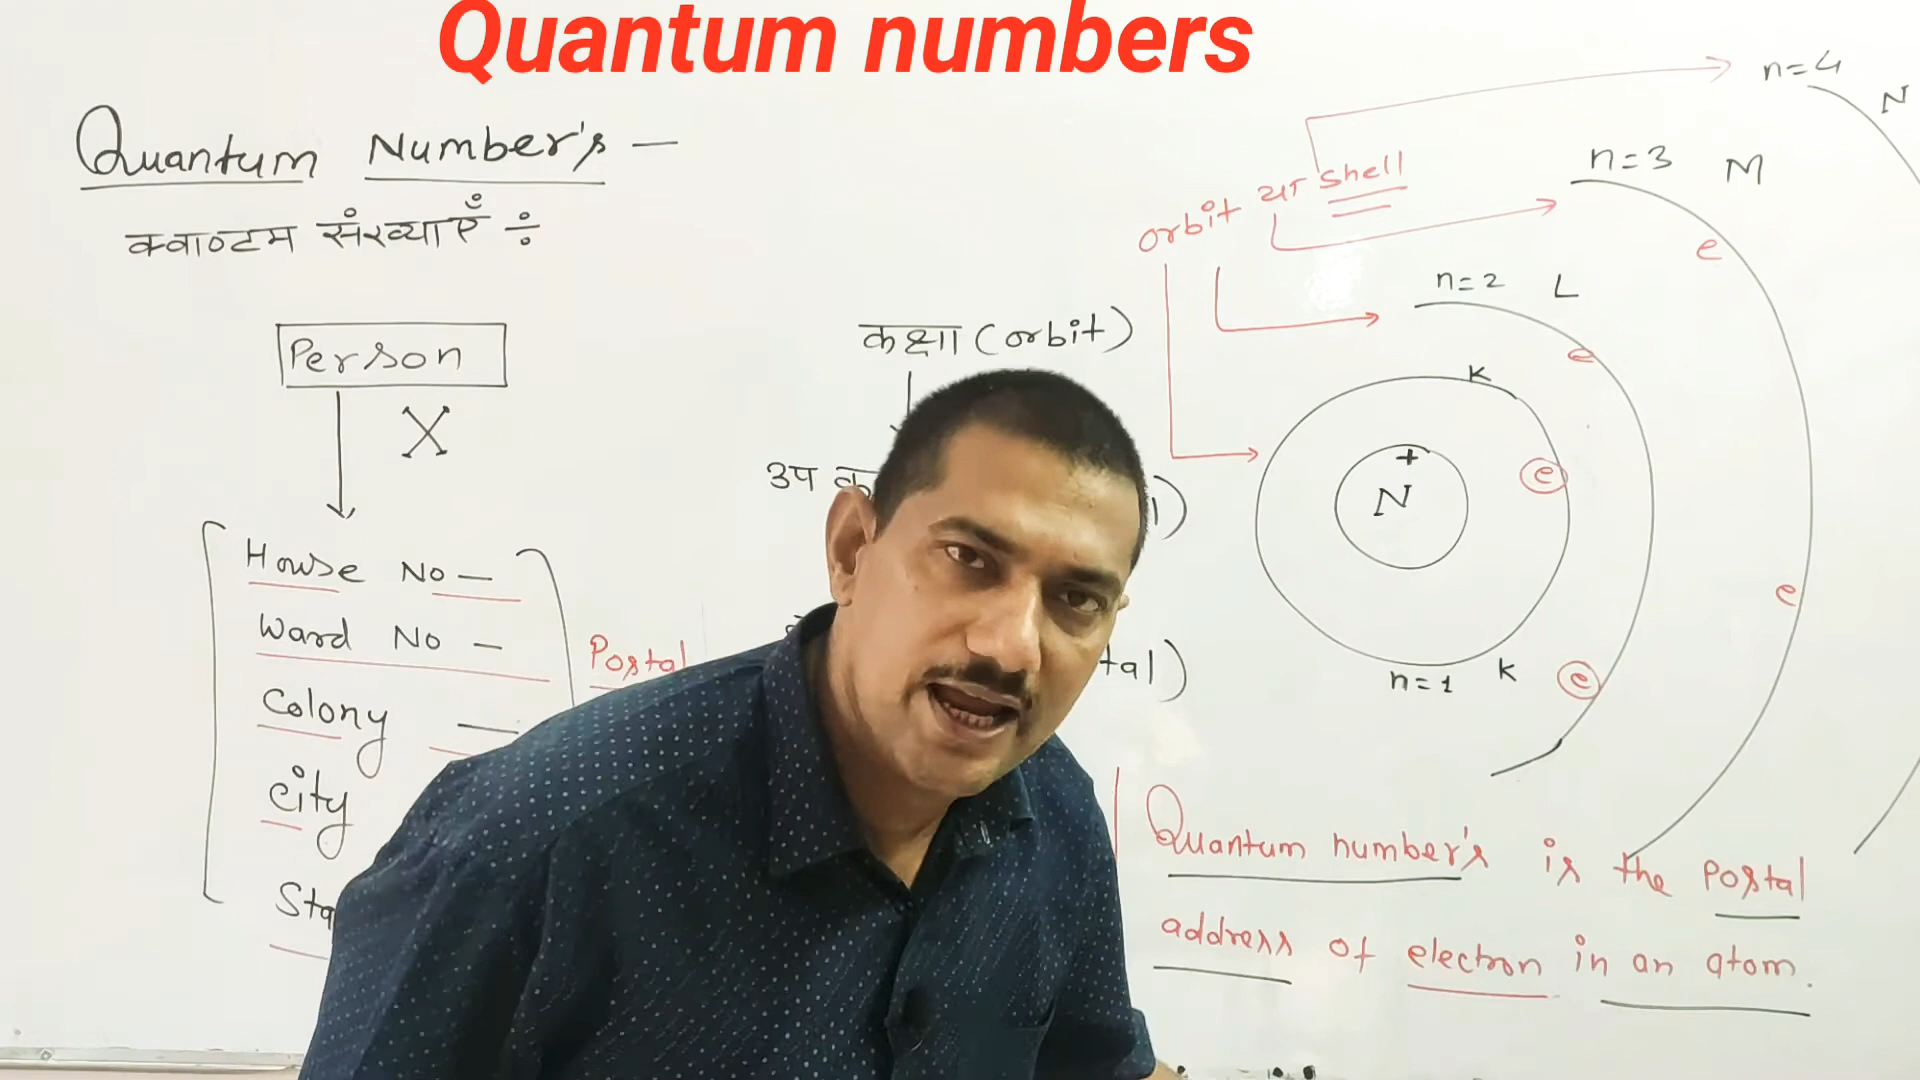 Quantum numbers
Quantum Number's —
क्वाण्टम संख्याएँ ÷
Person
X
House No —
Ward No -
Colony —
city
Postal
कक्षा (orbit)
उप
orbit या shell
n=4
N
n=3 M
e
n=2 L
e
K
e
+
N
e
n=1 K
e
Quantum number's is the Postal
address of electron in an atom.